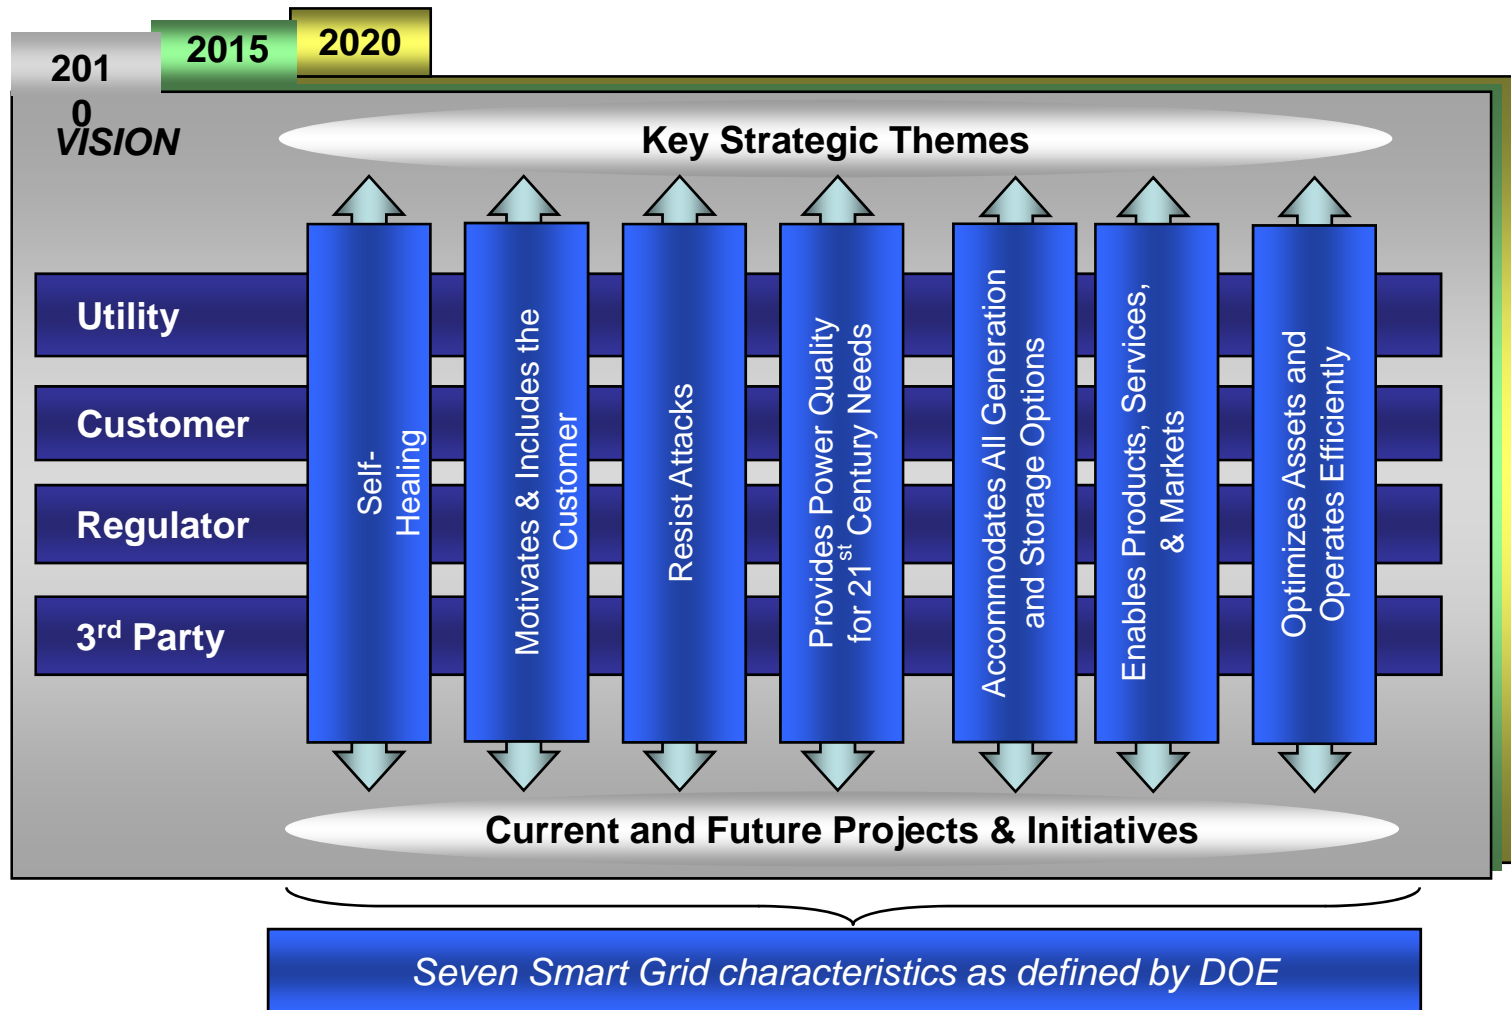 2020
2015
201
0
VISION
Key Strategic Themes
Utility
Customer
Regulator
3rd Party
Self-
Healing
Motivates & Includes the
Customer
Resist Attacks
Provides Power Quality
for 21st Century Needs
Accommodates All Generation
and Storage Options
Enables Products, Services,
& Markets
Optimizes Assets and
Operates Efficiently
Current and Future Projects & Initiatives
Seven Smart Grid characteristics as defined by DOE